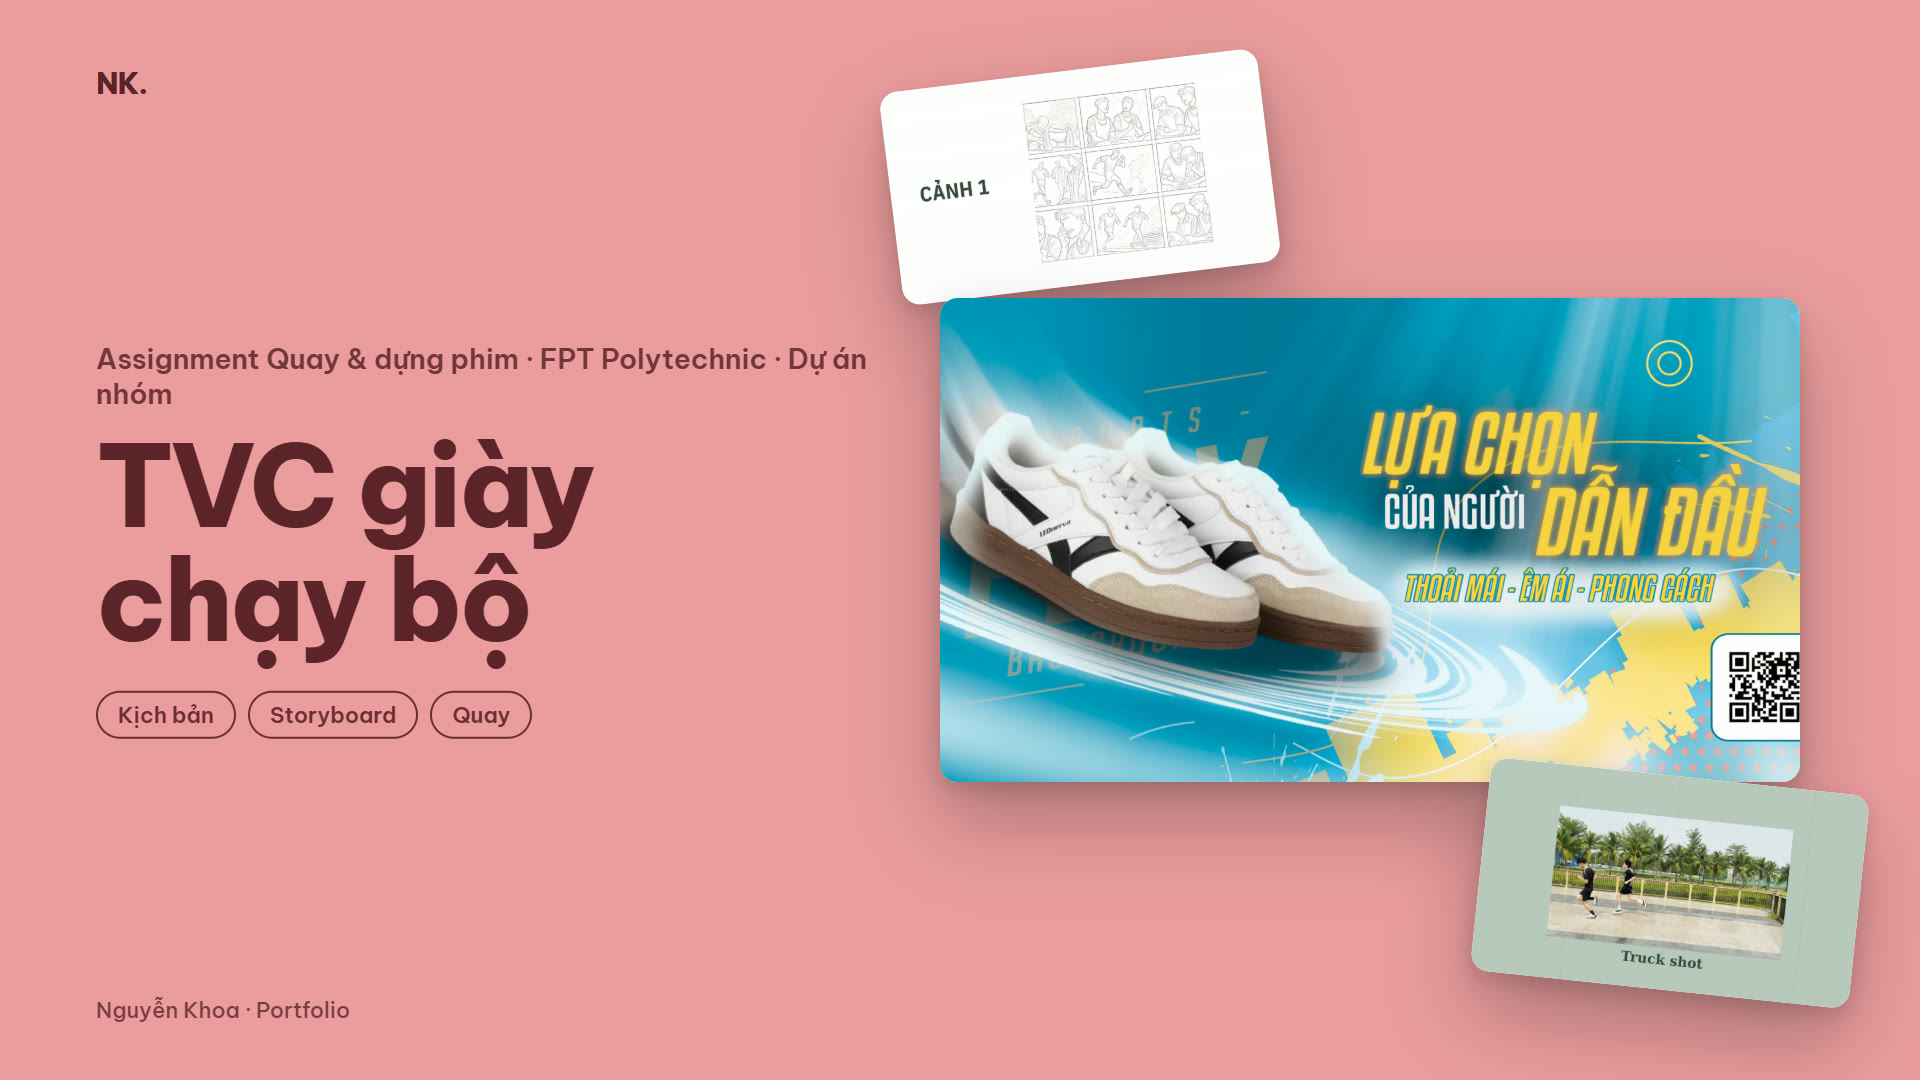 NK.
CẢNH 1
Assignment Quay & dựng phim · FPT Polytechnic · Dự án
nhóm
TVC giày
chạy bộ
Kịch bản
Storyboard
Quay
LỰA CHỌN
CỦA NGƯỜI DẪN ĐẦU
THOẢI MÁI - ÊM ÁI - PHONG CÁCH
Truck shot
Nguyễn Khoa · Portfolio